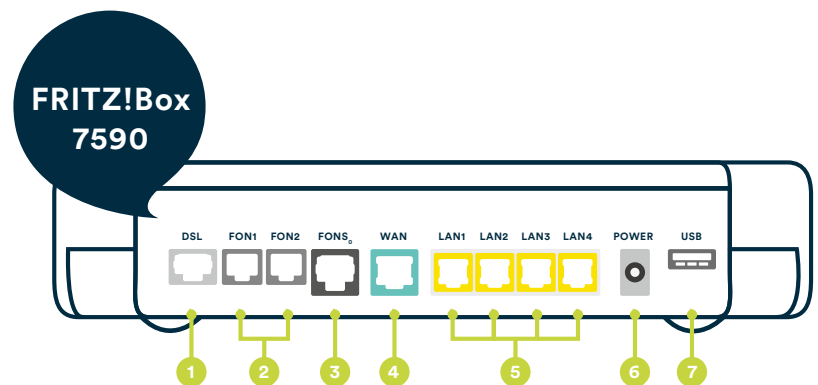 FRITZ!Box
7590
DSL FON1 FON2 FONS₀ WAN LAN1 LAN2 LAN3 LAN4 POWER USB
1 2 3 4 5 6 7